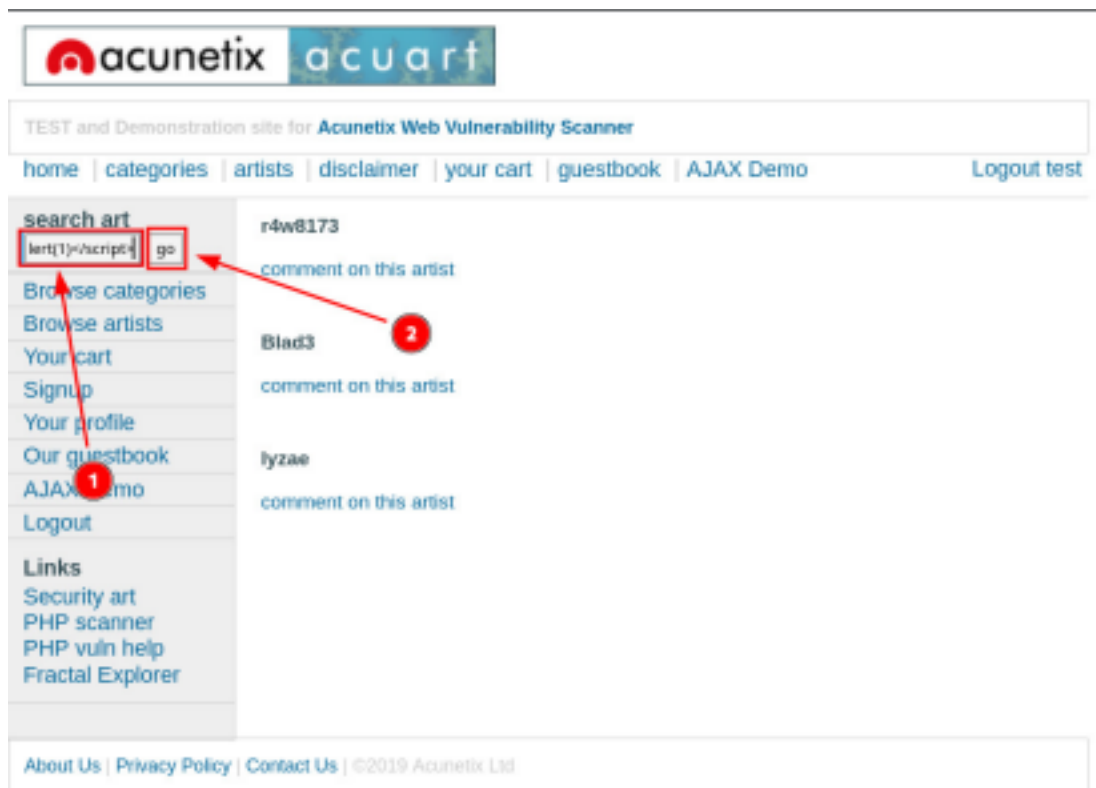 acunetix acuart
TEST and Demonstration site for Acunetix Web Vulnerability Scanner
home | categories | artists | disclaimer | your cart | guestbook | AJAX Demo Logout test
search art
lert(1)</script> go
Browse categories
Browse artists
Your cart
Signup
Your profile
Our guestbook
AJAX Demo
Logout
Links
Security art
PHP scanner
PHP vuln help
Fractal Explorer
r4w8173
comment on this artist
Blad3
comment on this artist
lyzae
comment on this artist
1
2
About Us | Privacy Policy | Contact Us | ©2019 Acunetix Ltd